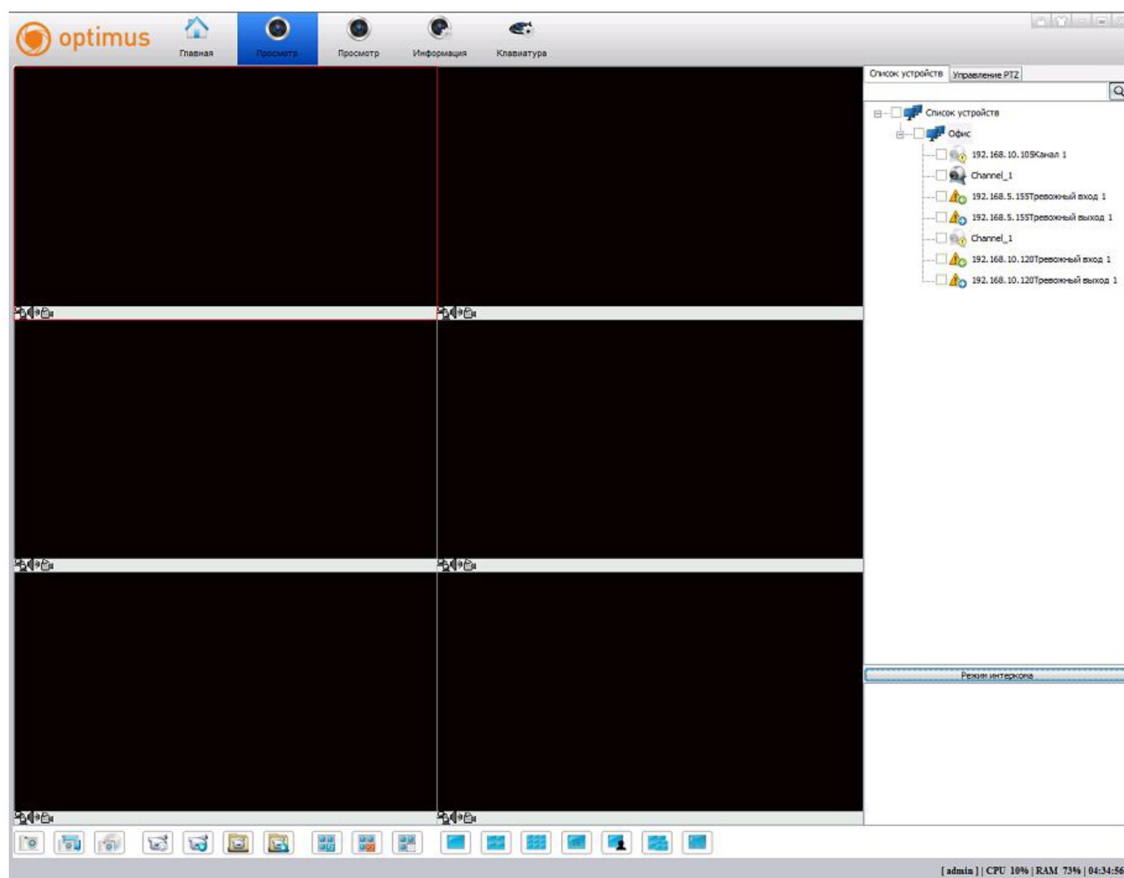 optimus
Главная
Просмотр
Просмотр
Информация
Клавиатура
Список устройств
Управление PTZ
Список устройств
Офис
192.168.10.105Канал 1
Channel_1
192.168.5.155Тревожный вход 1
192.168.5.155Тревожный выход 1
Channel_1
192.168.10.120Тревожный вход 1
192.168.10.120Тревожный выход 1
Режим интеркома
[ admin ] | CPU 10% | RAM 73% | 04:34:56